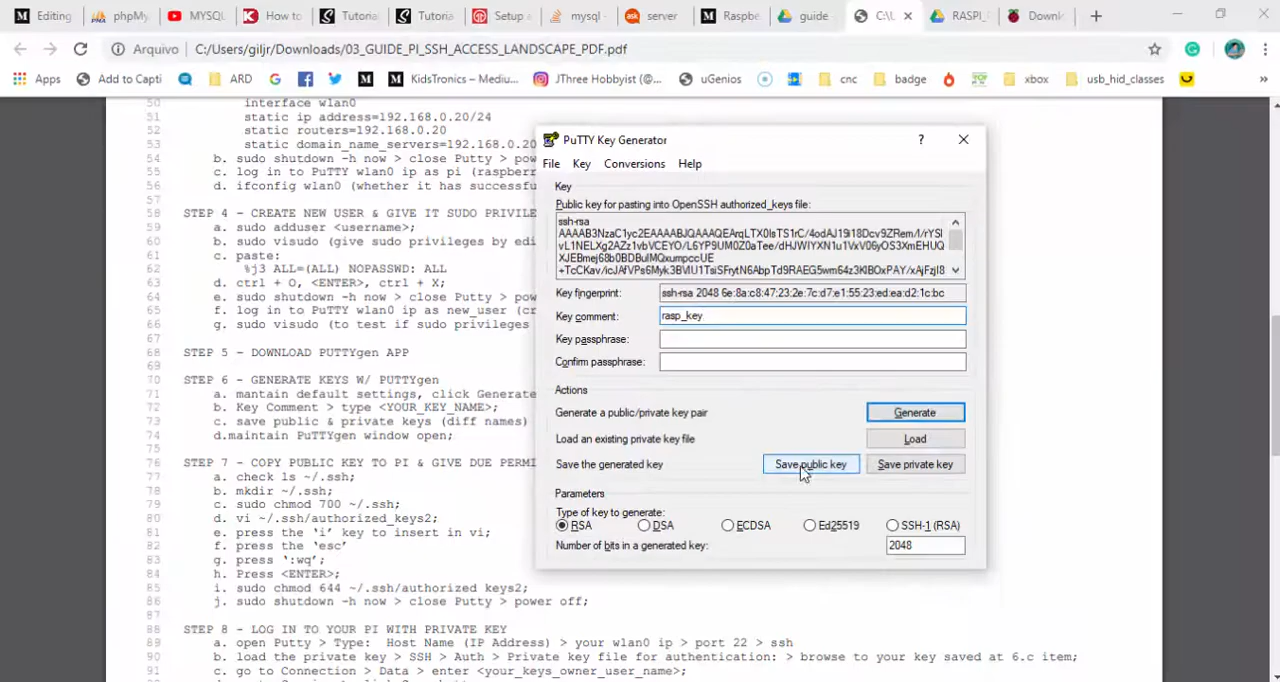 Editing
phpMy
MYSQL
How to
Tutoria
Tutoria
Setup
mysql
server
Raspbe
guide
C:\U
RASPI_
Downl
Arquivo
C:/Users/giljr/Downloads/03_GUIDE_PI_SSH_ACCESS_LANDSCAPE_PDF.pdf
Apps
Add to Capti
ARD
KidsTronics – Mediu...
JThree Hobbyist (@...
uGenios
cnc
badge
xbox
usb_hid_classes
»
50 interface wlan0
51 static ip address=192.168.0.20/24
52 static routers=192.168.0.20
53 static domain_name_servers=192.168.0.20
54 b. sudo shutdown -h now > close Putty > pow
55 c. log in to PuTTY wlan0 ip as pi (raspberr
56 d. ifconfig wlan0 (whether it has successfu
58 STEP 4 - CREATE NEW USER & GIVE IT SUDO PRIVILE
59 a. sudo adduser <username>;
60 b. sudo visudo (give sudo privileges by edi
61 c. paste:
62 %j3 ALL=(ALL) NOPASSWD: ALL
63 d. ctrl + O, <ENTER>, ctrl + X;
64 e. sudo shutdown -h now > close Putty > pow
65 f. log in to PuTTY wlan0 ip as new_user (cr
66 g. sudo visudo (to test if sudo privileges
67
68 STEP 5 - DOWNLOAD PUTTYgen APP
69
70 STEP 6 - GENERATE KEYS W/ PUTTYgen
71 a. mantain default settings, click Generate
72 b. Key Comment > type <YOUR_KEY_NAME>;
73 c. save public & private keys (diff names)
74 d.maintain PuTTYgen window open;
75
76 STEP 7 - COPY PUBLIC KEY TO PI & GIVE DUE PERMI
77 a. check ls ~/.ssh;
78 b. mkdir ~/.ssh;
79 c. sudo chmod 700 ~/.ssh;
80 d. vi ~/.ssh/authorized_keys2;
81 e. press the ‘i’ key to insert in vi;
82 f. press the ‘esc’
83 g. press ‘:wq’;
84 h. Press <ENTER>;
85 i. sudo chmod 644 ~/.ssh/authorized keys2;
86 j. sudo shutdown -h now > close Putty > power off;
87
88 STEP 8 - LOG IN TO YOUR PI WITH PRIVATE KEY
89 a. open Putty > Type: Host Name (IP Address) > your wlan0 ip > port 22 > ssh
90 b. load the private key > SSH > Auth > Private key file for authentication: > browse to your key saved at 6.c item;
91 c. go to Connection > Data > enter <your_keys_owner_user_name>;
PuTTY Key Generator
?
File Key Conversions Help
Key
Public key for pasting into OpenSSH authorized_keys file:
ssh-rsa
Key fingerprint: ssh-rsa 2048 6e:8a:c8:47:23:2e:7c:d7:e1:55:23:ed:ea:d2:1c:bc
Key comment: rasp_key
Key passphrase:
Confirm passphrase:
Actions
Generate a public/private key pair Generate
Load an existing private key file Load
Save the generated key Save public key Save private key
Parameters
Type of key to generate:
RSA DSA ECDSA Ed25519 SSH-1 (RSA)
Number of bits in a generated key: 2048